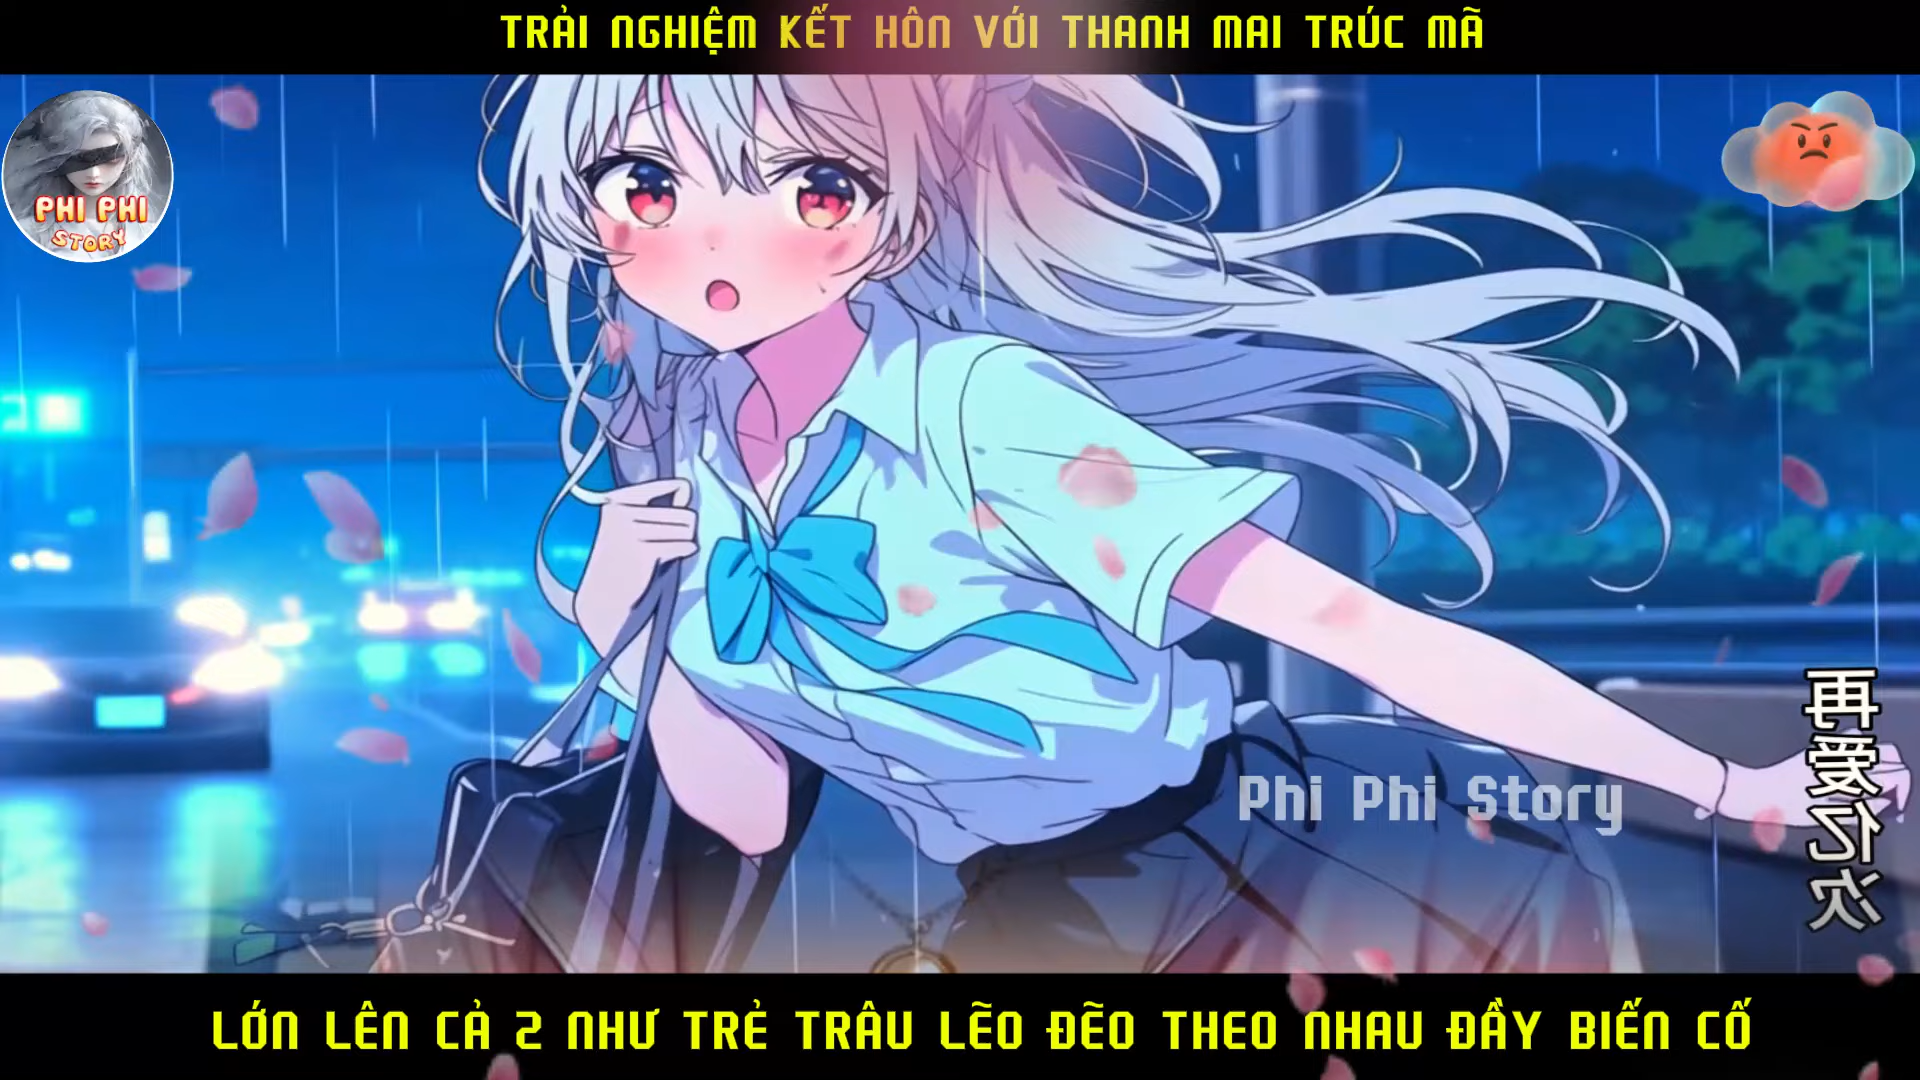 TRẢI NGHIỆM KẾT HÔN VỚI THANH MAI TRÚC MÃ
PHI PHI
STORY
再爱亿次
Phi Phi Story
LỚN LÊN CẢ 2 NHƯ TRẺ TRÂU LẼO ĐẼO THEO NHAU ĐẦY BIẾN CỐ